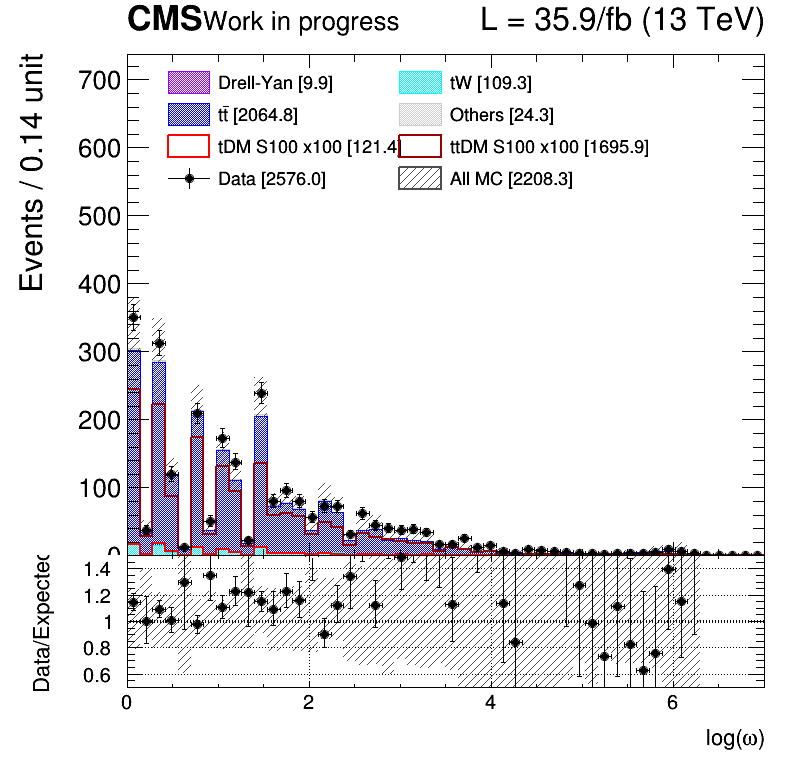 CMS Work in progress L = 35.9/fb (13 TeV)
Events / 0.14 unit
700
600
500
400
300
200
100
0
Drell-Yan [9.9] tW [109.3]
tt̄ [2064.8] Others [24.3]
tDM S100 x100 [121.4] ttDM S100 x100 [1695.9]
Data [2576.0] All MC [2208.3]
Data/Expected
1.4
1.2
1
0.8
0.6
0 2 4 6
log(ω)